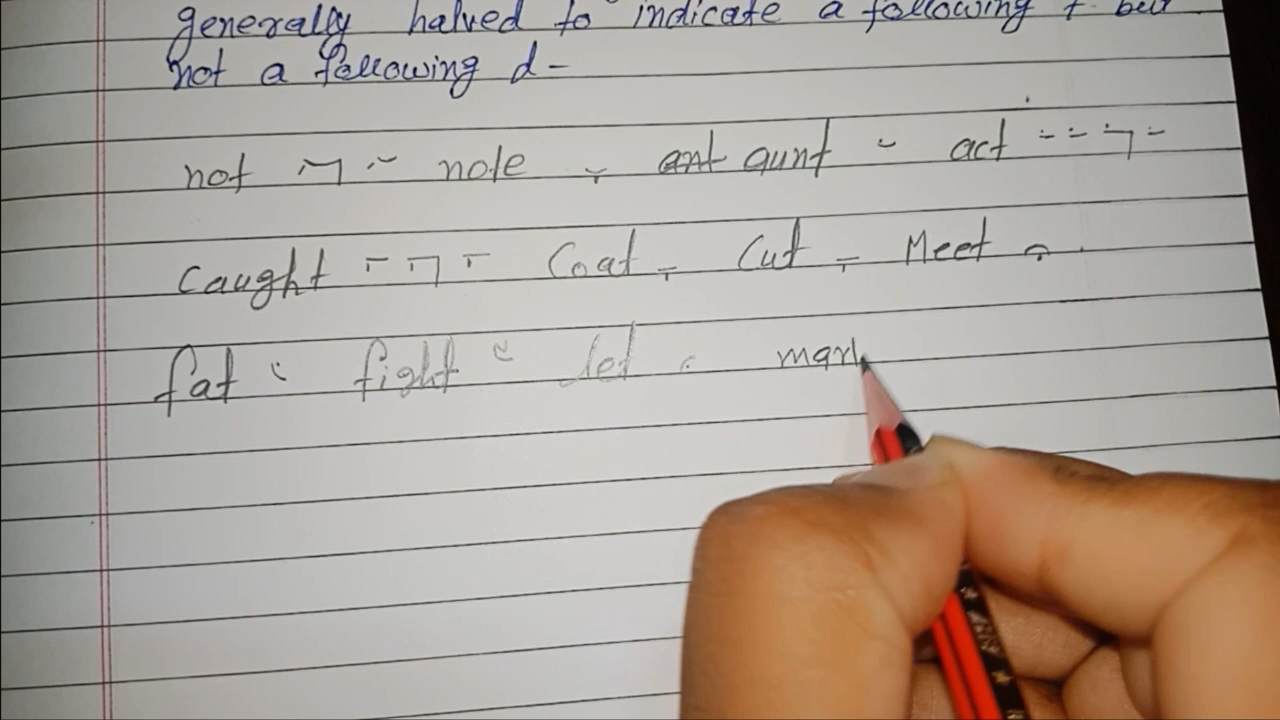 generally halved to indicate a following t but
not a following d -
not note ant aunt act
caught Coat Cut Meet
fat fight let mark